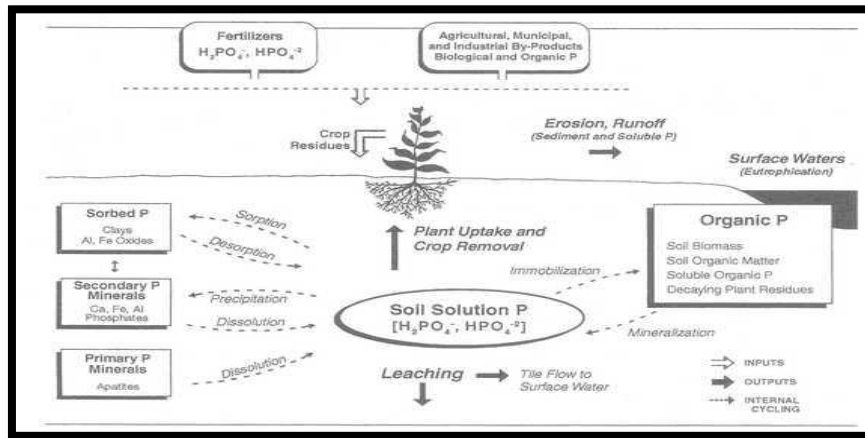 Fertilizers
H₂PO₄⁻, HPO₄⁻²
Agricultural, Municipal,
and Industrial By-Products
Biological and Organic P
Crop
Residues
Erosion, Runoff
(Sediment and Soluble P)
Surface Waters
(Eutrophication)
Sorbed P
Clays
Al, Fe Oxides
Sorption
Desorption
Plant Uptake and
Crop Removal
Organic P
Soil Biomass
Soil Organic Matter
Soluble Organic P
Decaying Plant Residues
Immobilization
Mineralization
Secondary P
Minerals
Ca, Fe, Al
Phosphates
Precipitation
Dissolution
Soil Solution P
[H₂PO₄⁻, HPO₄⁻²]
Primary P
Minerals
Apatites
Dissolution
Leaching
Tile Flow to
Surface Water
INPUTS
OUTPUTS
INTERNAL
CYCLING